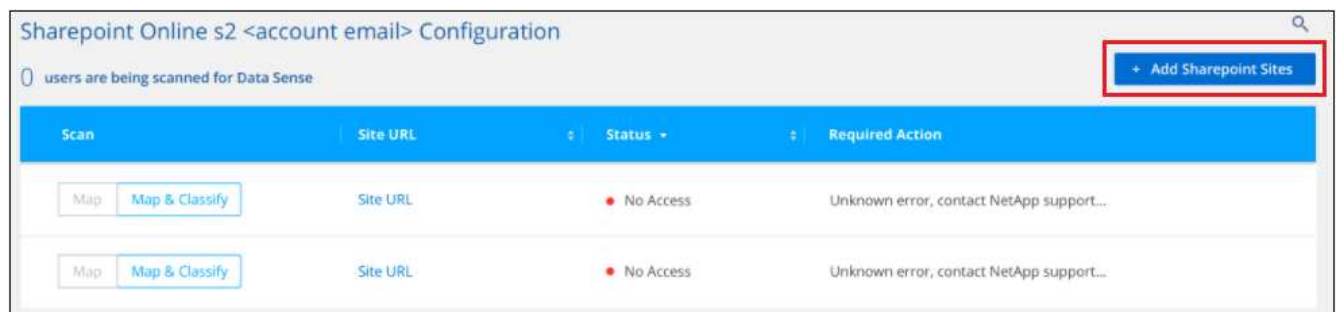 Sharepoint Online s2 <account email> Configuration
0 users are being scanned for Data Sense
+ Add Sharepoint Sites
Scan Site URL Status Required Action
Map Map & Classify Site URL No Access Unknown error, contact NetApp support...
Map Map & Classify Site URL No Access Unknown error, contact NetApp support...